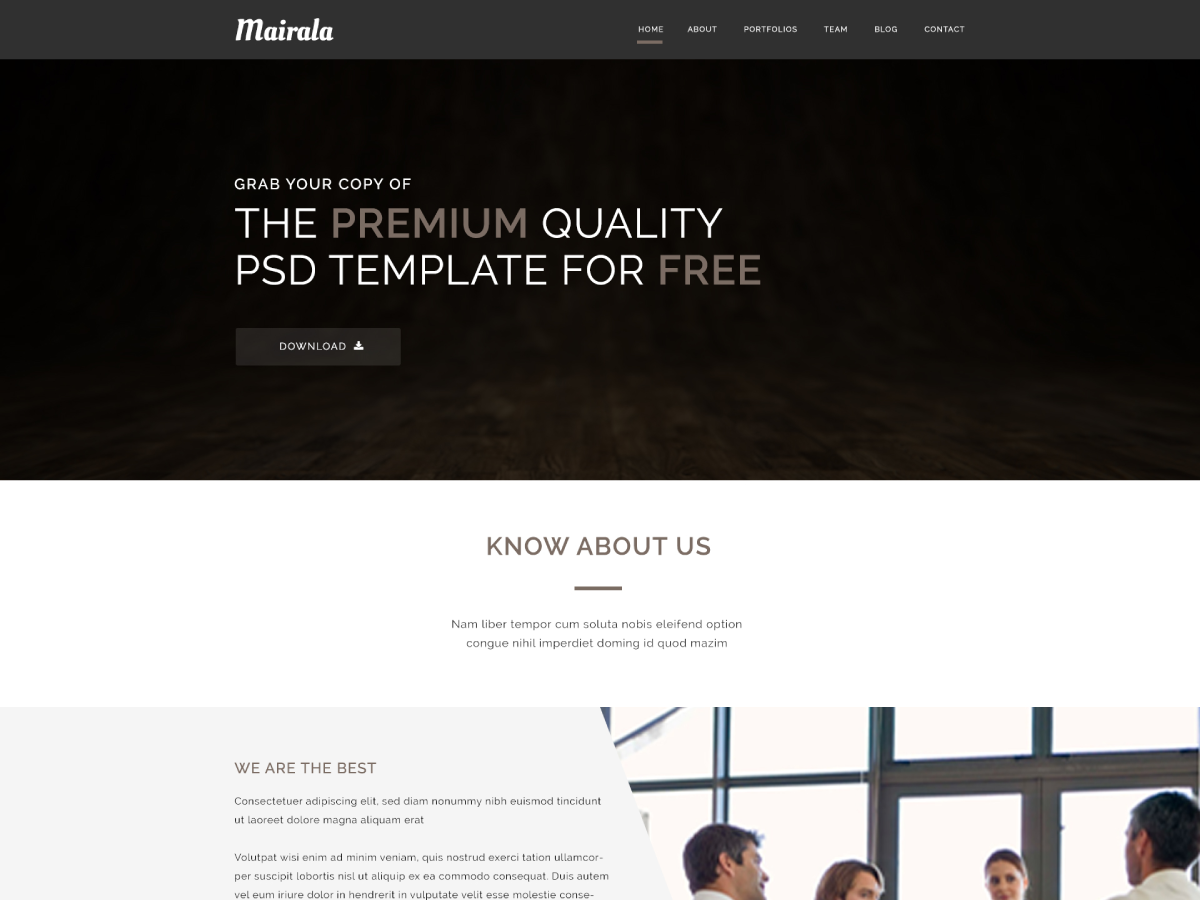 Mairala
HOME ABOUT PORTFOLIOS TEAM BLOG CONTACT
GRAB YOUR COPY OF
THE PREMIUM QUALITY
PSD TEMPLATE FOR FREE
DOWNLOAD
KNOW ABOUT US
Nam liber tempor cum soluta nobis eleifend option
congue nihil imperdiet doming id quod mazim
WE ARE THE BEST
Consectetuer adipiscing elit, sed diam nonummy nibh euismod tincidunt
ut laoreet dolore magna aliquam erat
Volutpat wisi enim ad minim veniam, quis nostrud exerci tation ullamcor-
per suscipit lobortis nisl ut aliquip ex ea commodo consequat. Duis autem
vel eum iriure dolor in hendrerit in vulputate velit esse molestie conse-